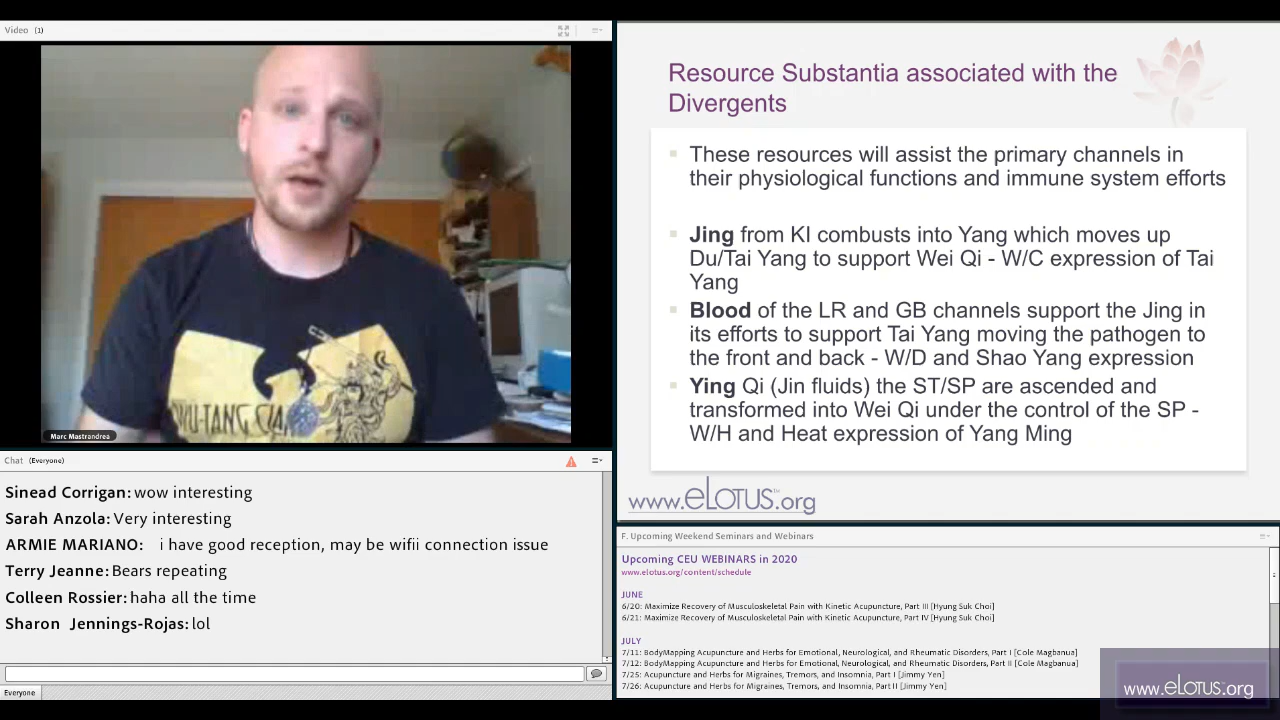 Video (1)
WU-TANG CLAN
Marc Mastrandrea
Chat (Everyone)
Sinead Corrigan: wow interesting
Sarah Anzola: Very interesting
ARMIE MARIANO: i have good reception, may be wifii connection issue
Terry Jeanne: Bears repeating
Colleen Rossier: haha all the time
Sharon Jennings-Rojas: lol
Everyone
Resource Substantia associated with the
Divergents
These resources will assist the primary channels in
their physiological functions and immune system efforts
Jing from KI combusts into Yang which moves up
Du/Tai Yang to support Wei Qi - W/C expression of Tai
Yang
Blood of the LR and GB channels support the Jing in
its efforts to support Tai Yang moving the pathogen to
the front and back - W/D and Shao Yang expression
Ying Qi (Jin fluids) the ST/SP are ascended and
transformed into Wei Qi under the control of the SP -
W/H and Heat expression of Yang Ming
www.eLOTUS.org
F. Upcoming Weekend Seminars and Webinars
Upcoming CEU WEBINARS in 2020
www.elotus.org/content/schedule
JUNE
6/20: Maximize Recovery of Musculoskeletal Pain with Kinetic Acupuncture, Part III [Hyung Suk Choi]
6/21: Maximize Recovery of Musculoskeletal Pain with Kinetic Acupuncture, Part IV [Hyung Suk Choi]
JULY
7/11: BodyMapping Acupuncture and Herbs for Emotional, Neurological, and Rheumatic Disorders, Part I [Cole Magbanua]
7/12: BodyMapping Acupuncture and Herbs for Emotional, Neurological, and Rheumatic Disorders, Part II [Cole Magbanua]
7/25: Acupuncture and Herbs for Migraines, Tremors, and Insomnia, Part I [Jimmy Yen]
7/26: Acupuncture and Herbs for Migraines, Tremors, and Insomnia, Part II [Jimmy Yen]
www.eLOTUS.org